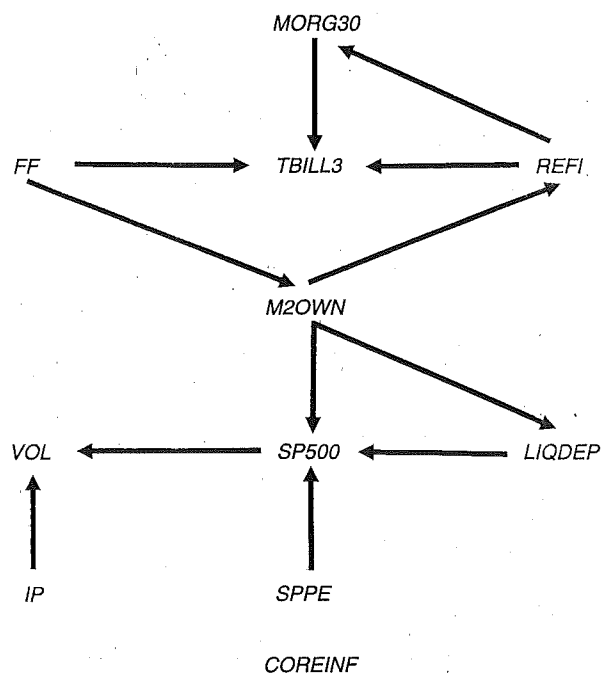 MORG30
FF TBILL3 REFI
M2OWN
VOL SP500 LIQDEP
IP SPPE
COREINF